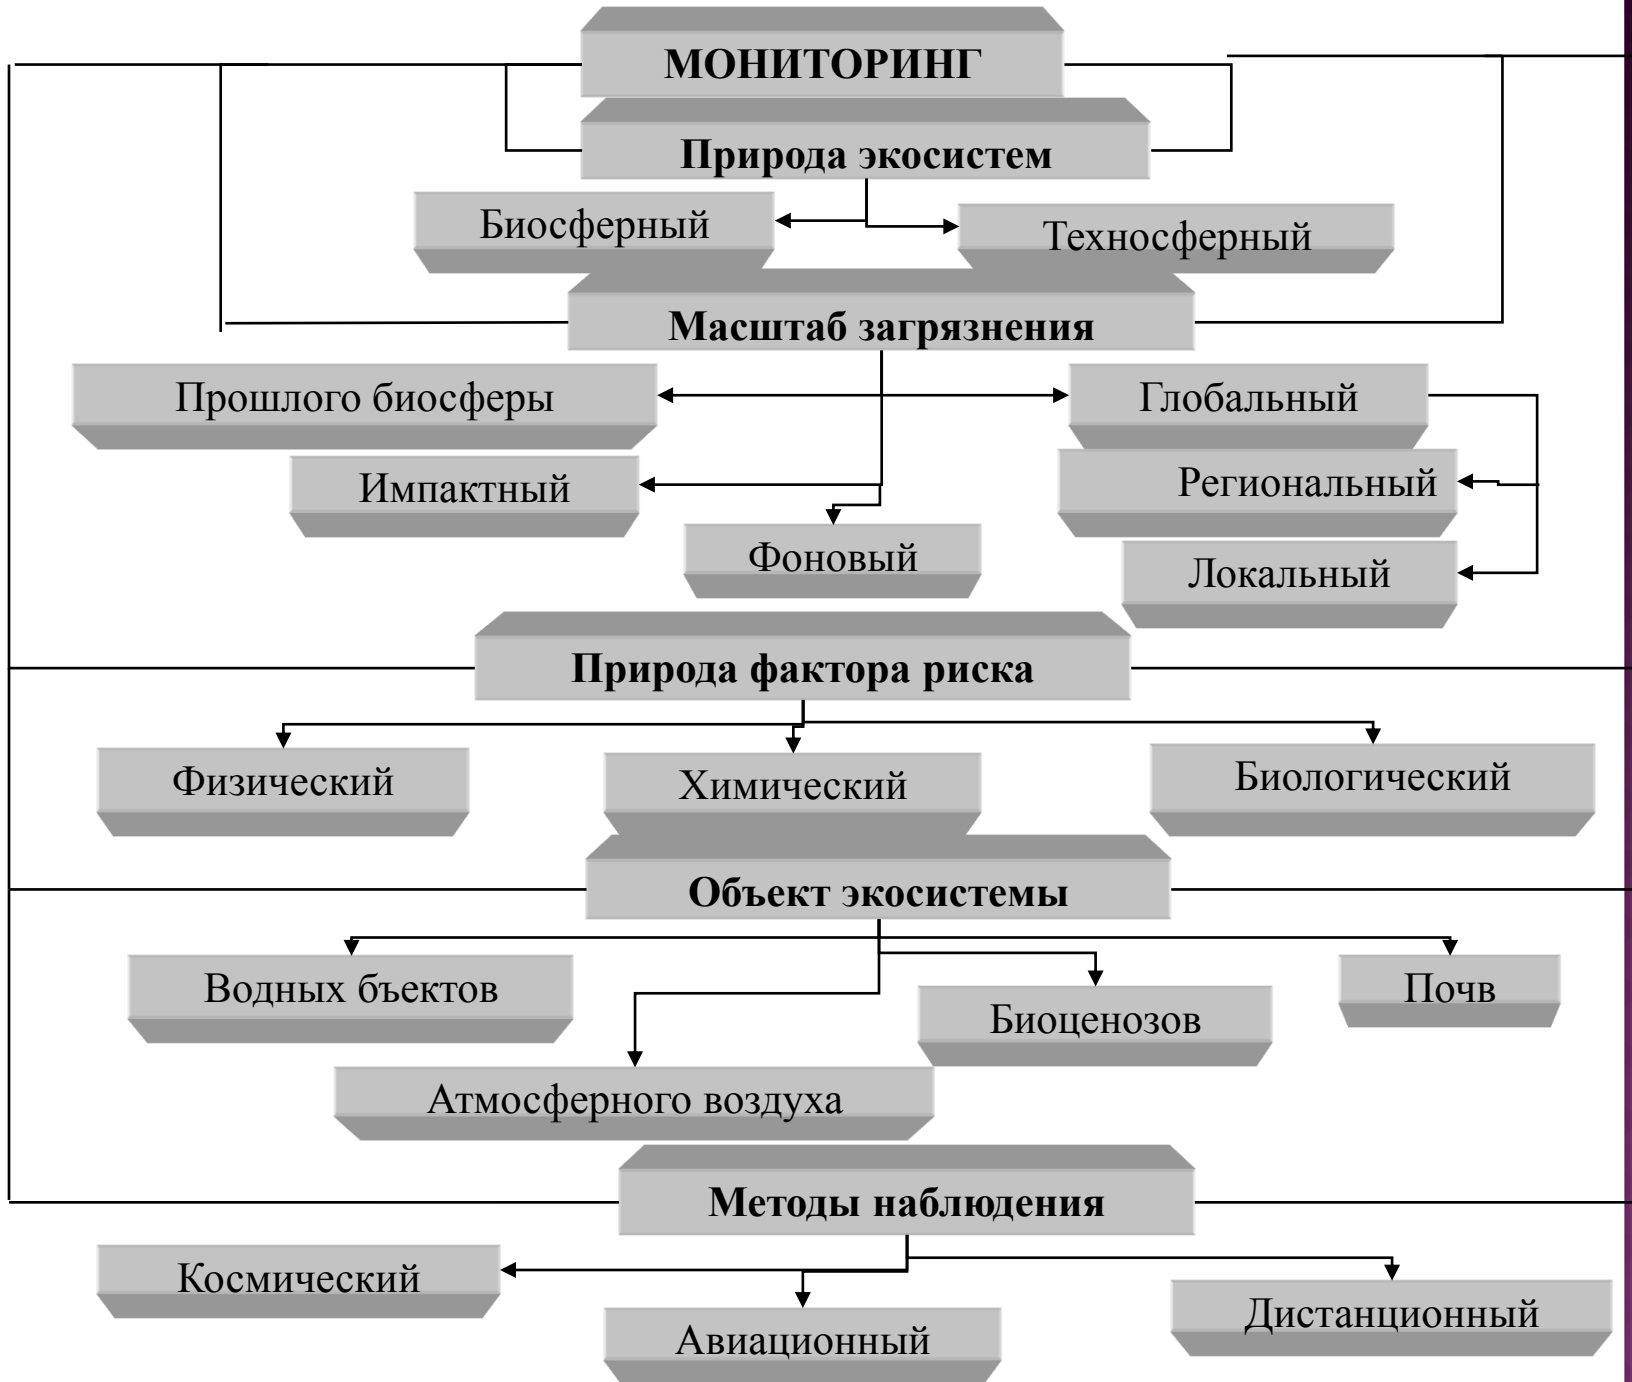 МОНИТОРИНГ
Природа экосистем
Биосферный
Техносферный
Масштаб загрязнения
Прошлого биосферы
Глобальный
Импактный
Региональный
Фоновый
Локальный
Природа фактора риска
Физический
Химический
Биологический
Объект экосистемы
Водных бъектов
Биоценозов
Почв
Атмосферного воздуха
Методы наблюдения
Космический
Авиационный
Дистанционный